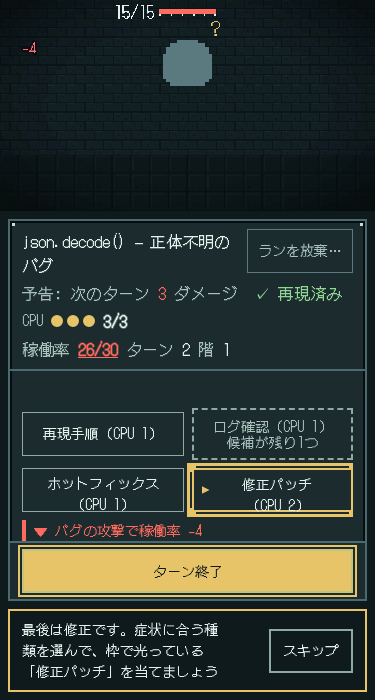 15/15
?
-4
json.decode() – 正体不明の
バグ
ランを放棄…
予告: 次のターン 3 ダメージ ✓ 再現済み
CPU 3/3
稼働率 26/30 ターン 2 階 1
再現手順 (CPU 1)
ログ確認 (CPU 1)
候補が残り1つ
ホットフィックス
(CPU 1)
▶ 修正パッチ
(CPU 2)
▼ バグの攻撃で稼働率 -4
ターン終了
最後は修正です。症状に合う種
類を選んで、枠で光っている
「修正パッチ」を当てましょう
スキップ